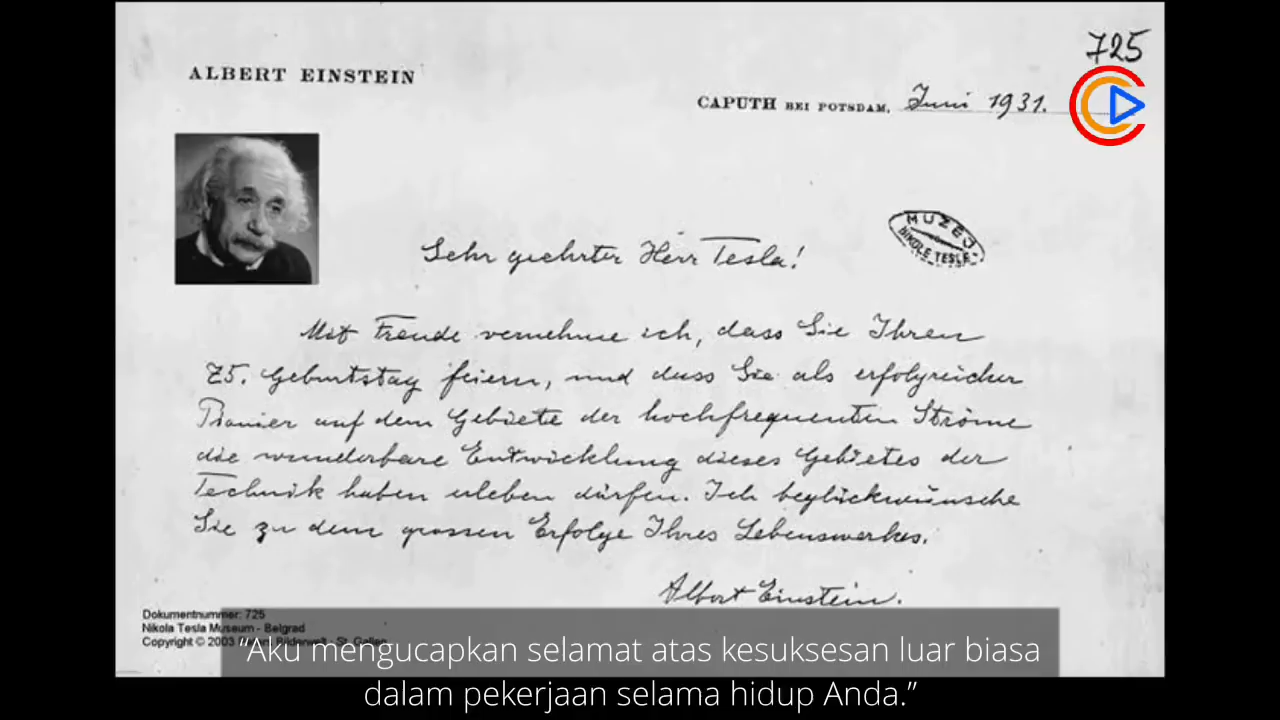 725
ALBERT EINSTEIN
CAPUTH BEI POTSDAM, Juni 1931.
MUZEJ
NIKOLE TESLE
Sehr geehrter Herr Tesla!
Mit Freude vernehme ich, dass Sie Ihren
75. Geburtstag feiern, und dass Sie als erfolgreicher
Pionier auf dem Gebiete der hochfrequenten Ströme
die wunderbare Entwicklung dieses Gebietes der
Technik haben erleben dürfen. Ich beglückwünsche
Sie zu dem grossen Erfolge Ihres Lebenswerkes.
Albert Einstein.
Dokumentnummer: 725
Nikola Tesla Museum - Belgrad
Copyright © 2003
"Aku mengucapkan selamat atas kesuksesan luar biasa
dalam pekerjaan selama hidup Anda."